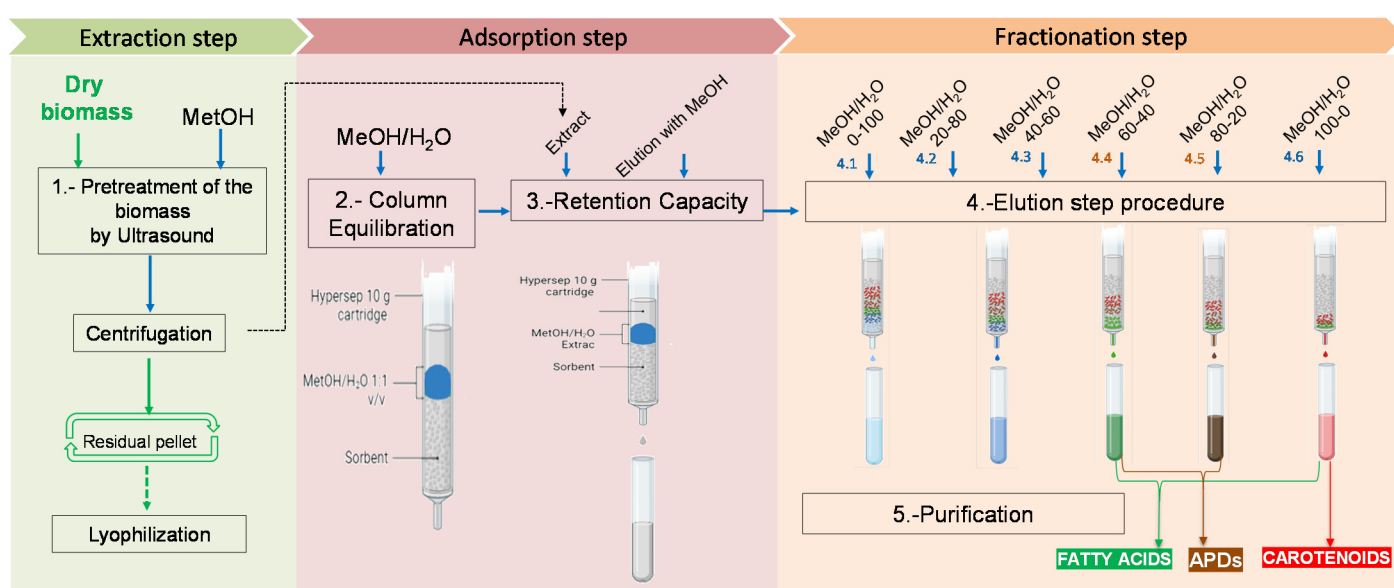 Extraction step
Adsorption step
Fractionation step
Dry
biomass
MetOH
1.- Pretreatment of the
biomass
by Ultrasound
Centrifugation
Residual pellet
Lyophilization
MeOH/H₂O
2.- Column
Equilibration
Hypersep 10 g
cartridge
MetOH/H₂O 1:1
v/v
Sorbent
Extract
Elution with MeOH
3.-Retention Capacity
Hypersep 10 g
cartridge
MetOH/H₂O
Extrac
Sorbent
MeOH/H₂O
0-100
MeOH/H₂O
20-80
MeOH/H₂O
40-60
MeOH/H₂O
60-40
MeOH/H₂O
80-20
MeOH/H₂O
100-0
4.1
4.2
4.3
4.4
4.5
4.6
4.-Elution step procedure
5.-Purification
FATTY ACIDS
APDs
CAROTENOIDS